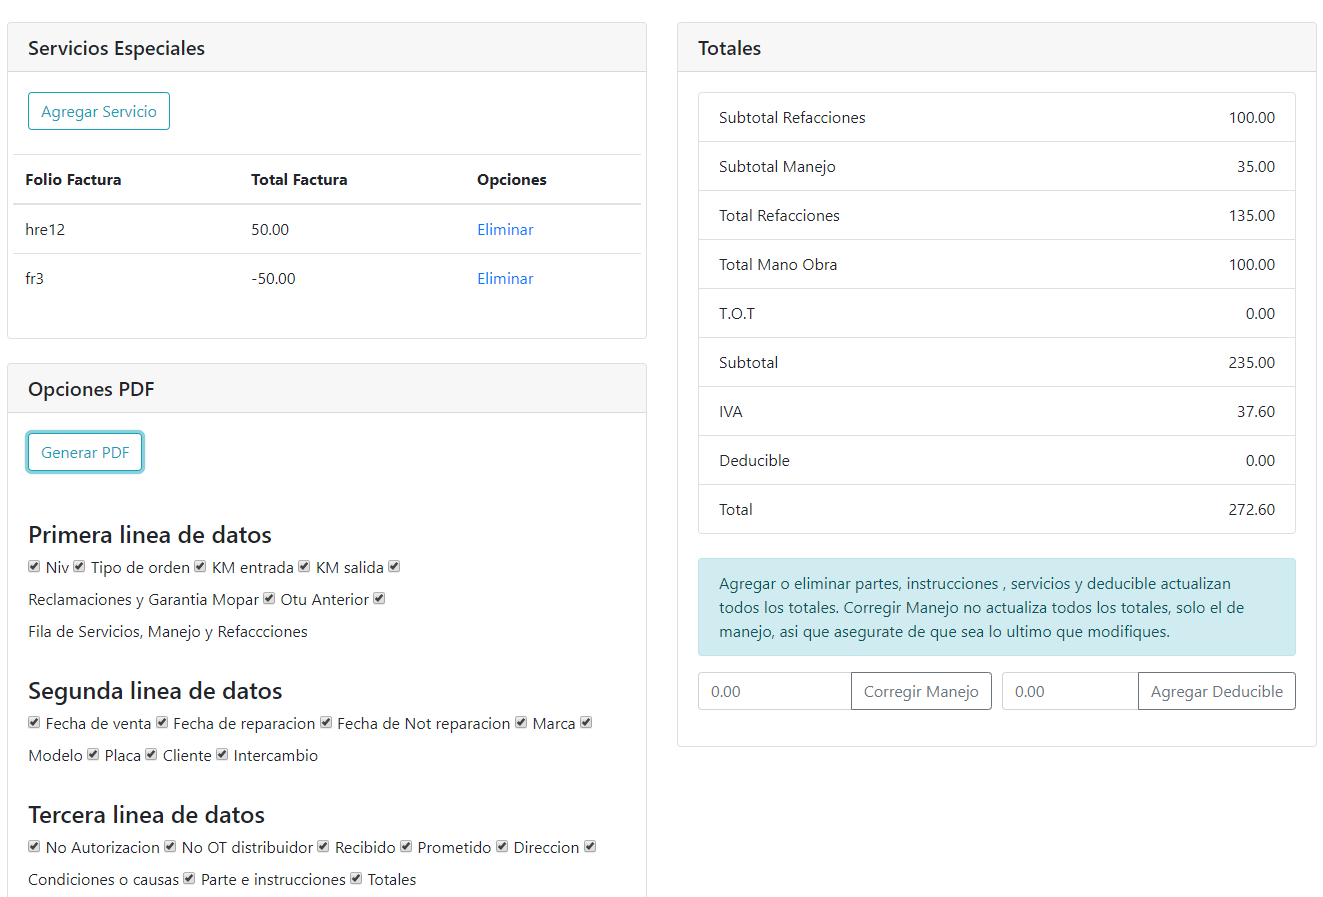 Servicios Especiales
Agregar Servicio
Folio Factura Total Factura Opciones
hre12 50.00 Eliminar
fr3 -50.00 Eliminar
Opciones PDF
Generar PDF
Primera linea de datos
Niv Tipo de orden KM entrada KM salida
Reclamaciones y Garantia Mopar Otu Anterior
Fila de Servicios, Manejo y Refaccciones
Segunda linea de datos
Fecha de venta Fecha de reparacion Fecha de Not reparacion Marca
Modelo Placa Cliente Intercambio
Tercera linea de datos
No Autorizacion No OT distribuidor Recibido Prometido Direccion
Condiciones o causas Parte e instrucciones Totales
Totales
Subtotal Refacciones 100.00
Subtotal Manejo 35.00
Total Refacciones 135.00
Total Mano Obra 100.00
T.O.T 0.00
Subtotal 235.00
IVA 37.60
Deducible 0.00
Total 272.60
Agregar o eliminar partes, instrucciones , servicios y deducible actualizan
todos los totales. Corregir Manejo no actualiza todos los totales, solo el de
manejo, asi que asegurate de que sea lo ultimo que modifiques.
0.00 Corregir Manejo 0.00 Agregar Deducible